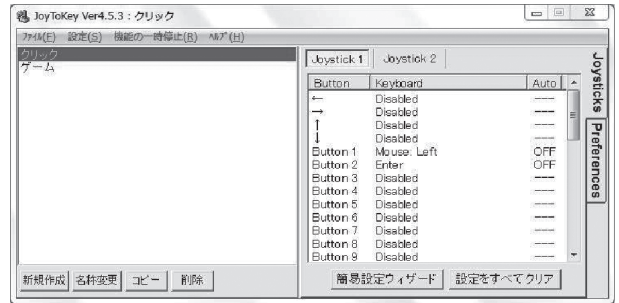 JoyToKey Ver4.5.3 : クリック
ファイル(F) 設定(S) 機能の一時停止(R) ヘルプ(H)
クリック
ゲーム
新規作成 名称変更 コピー 削除
Joystick 1 Joystick 2
Button Keyboard Auto
← Disabled ---
→ Disabled ---
↑ Disabled ---
↓ Disabled ---
Button 1 Mouse: Left OFF
Button 2 Enter OFF
Button 3 Disabled ---
Button 4 Disabled ---
Button 5 Disabled ---
Button 6 Disabled ---
Button 7 Disabled ---
Button 8 Disabled ---
Button 9 Disabled ---
簡易設定ウィザード 設定をすべてクリア
Joysticks
Preferences